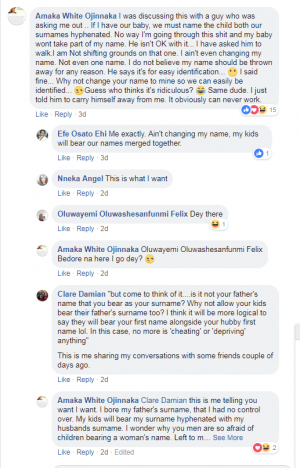 Amaka White Ojinnaka I was discussing this with a guy who was
asking me out .. If I have our baby, we must name the child both our
surnames hyphenated. No way I'm going through this shit and my baby
wont take part of my name. He isn't OK with it... I have asked him to
walk.I am Not shifting grounds on that one. I ain't even changing my
name. Not even one name. I do not believe my name should be thrown
away for any reason. He says it's for easy identification... 🙄 I said
fine... Why not change your name to mine so we can easily be
identified... 😏 Guess who thinks it's ridiculous? 😂 Same dude. I just
told him to carry himself away from me. It obviously can never work.
15
Like · Reply · 3d
Efe Osato Ehi Me exactly. Ain't changing my name, my kids
will bear our names merged together.
1
Like · Reply · 3d
Nneka Angel This is what I want
Like · Reply · 2d
Oluwayemi Oluwashesanfunmi Felix Dey there
1
Like · Reply · 2d
Amaka White Ojinnaka Oluwayemi Oluwashesanfunmi Felix
Bedore na here I go dey? 😏
Like · Reply · 2d
Clare Damian "but come to think of it....is it not your father's
name that you bear as your surname? Why not allow your kids
bear their father's surname too? I think it will be more logical to
say they will bear your first name alongside your hubby first
name lol. In this case, no more is 'cheating' or 'depriving'
anything"
This is me sharing my conversations with some friends couple of
days ago.
Like · Reply · 2d
Amaka White Ojinnaka Clare Damian this is me telling you
want I want. I bore my father's surname, that I had no control
over. My kids will bear my surname hyphenated with my
husbands surname. I wonder why you men are so afraid of
children bearing a woman's name. Left to m... See More
2
Like · Reply · 2d · Edited